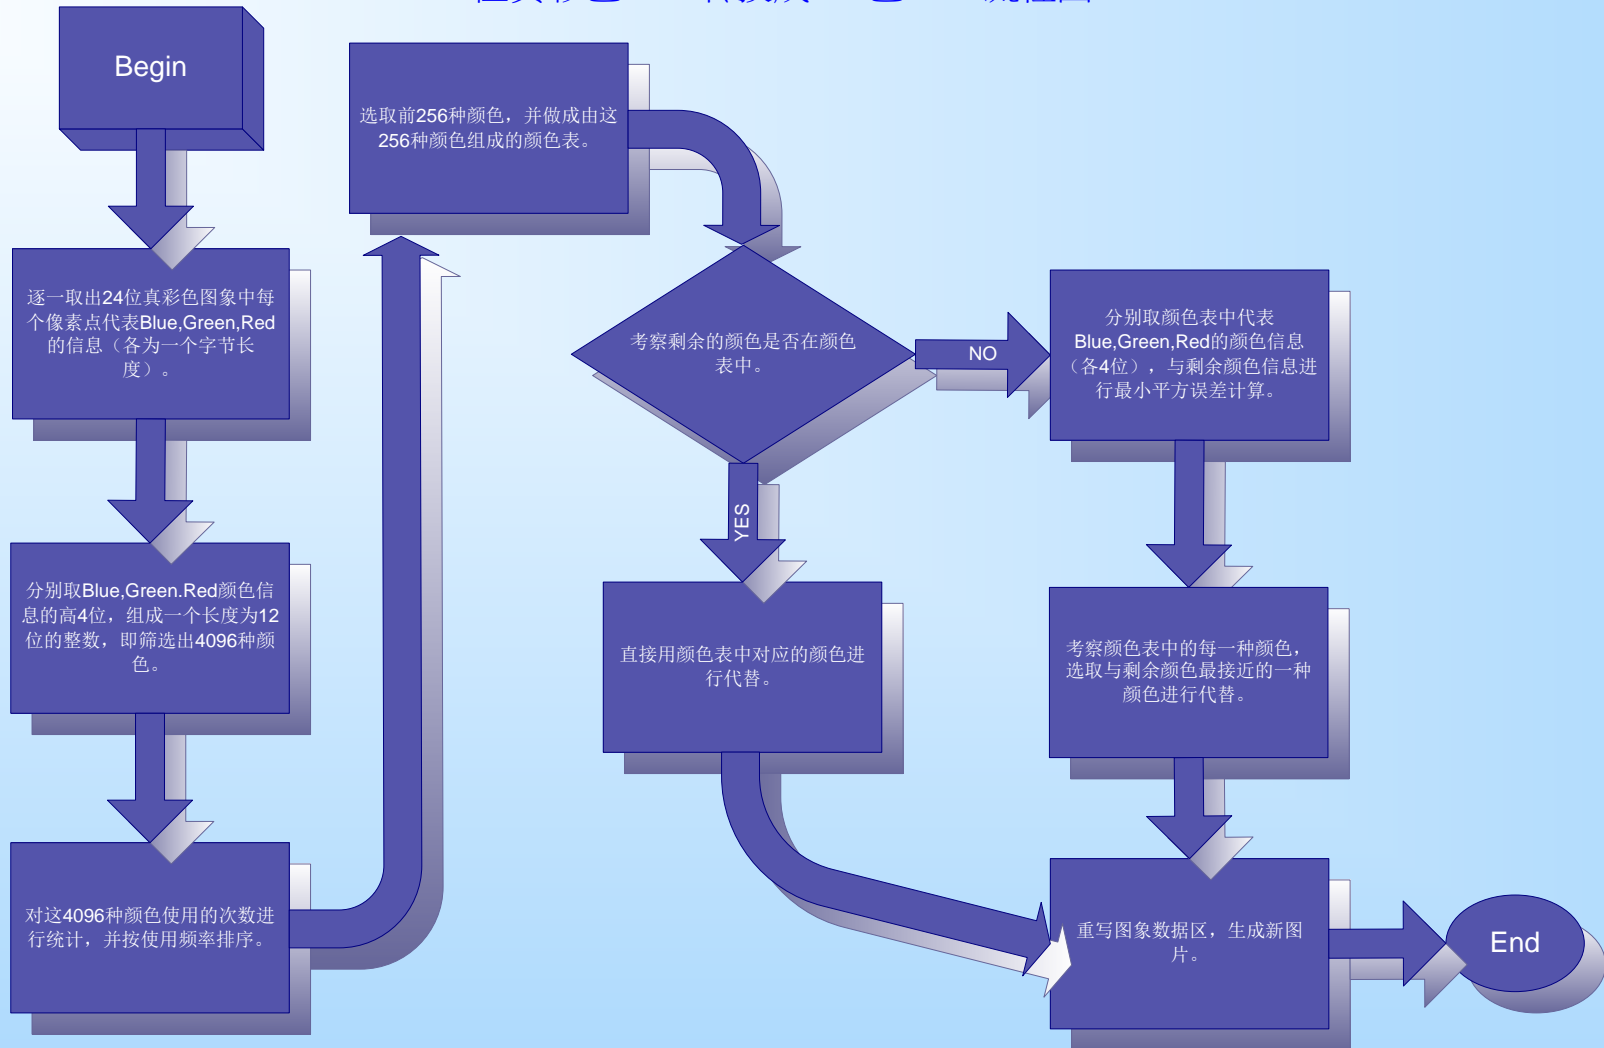 Begin
逐一取出24位真彩色图象中每
个像素点代表Blue,Green,Red
的信息（各为一个字节长
度）。
分别取Blue,Green.Red颜色信
息的高4位，组成一个长度为12
位的整数，即筛选出4096种颜
色。
对这4096种颜色使用的次数进
行统计，并按使用频率排序。
选取前256种颜色，并做成由这
256种颜色组成的颜色表。
考察剩余的颜色是否在颜色
表中。
NO
YES
直接用颜色表中对应的颜色进
行代替。
分别取颜色表中代表
Blue,Green,Red的颜色信息
（各4位），与剩余颜色信息进
行最小平方误差计算。
考察颜色表中的每一种颜色，
选取与剩余颜色最接近的一种
颜色进行代替。
重写图象数据区，生成新图
片。
End